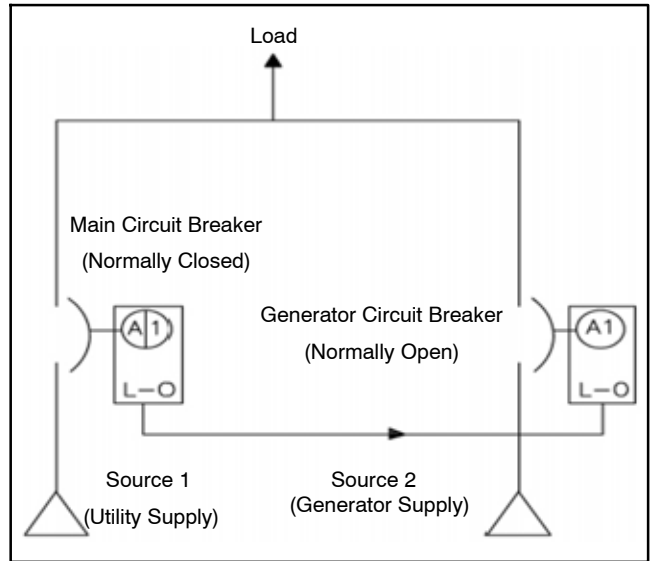 Load
Main Circuit Breaker
(Normally Closed)
A 1
L-O
Generator Circuit Breaker
(Normally Open)
A1
L-O
Source 1
(Utility Supply)
Source 2
(Generator Supply)